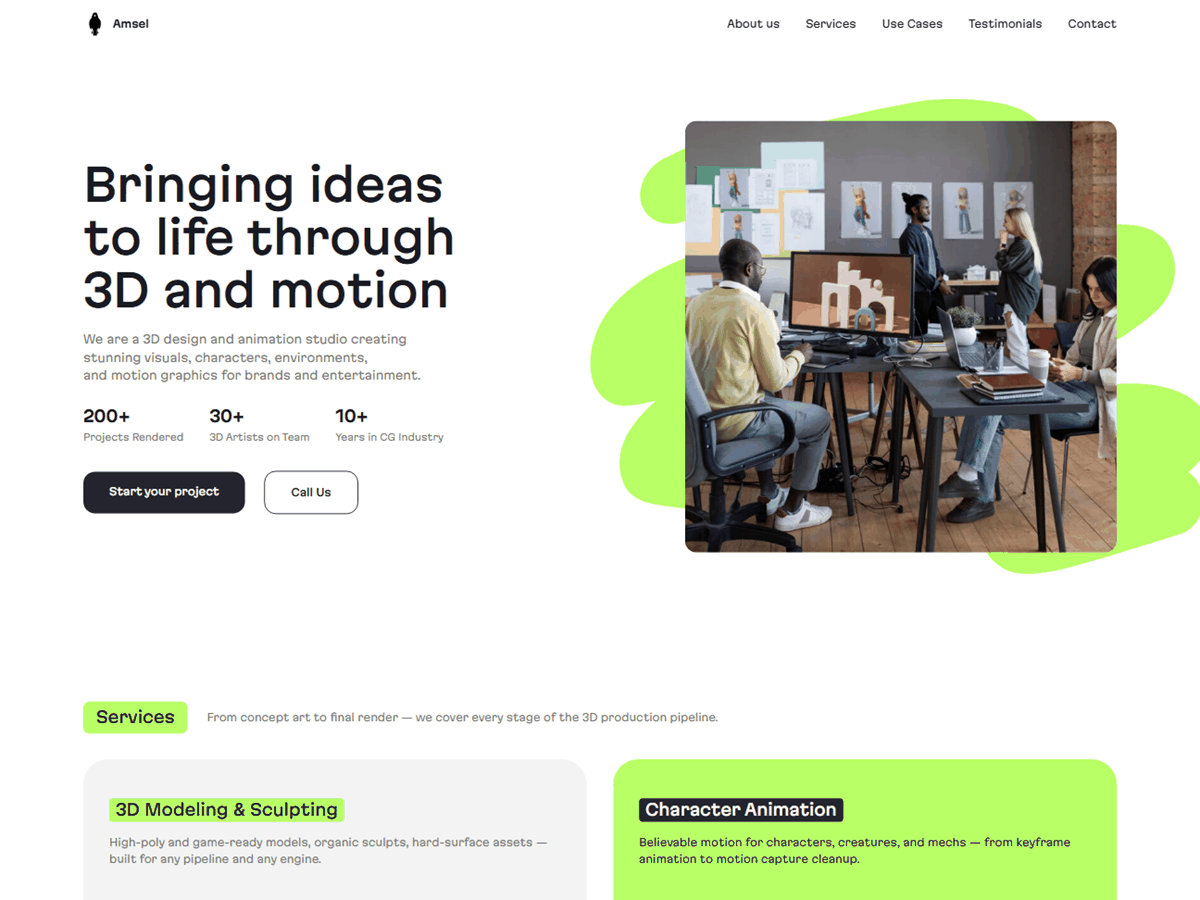 Amsel
About us Services Use Cases Testimonials Contact
Bringing ideas
to life through
3D and motion
We are a 3D design and animation studio creating
stunning visuals, characters, environments,
and motion graphics for brands and entertainment.
200+ 30+ 10+
Projects Rendered 3D Artists on Team Years in CG Industry
Start your project Call Us
Services From concept art to final render — we cover every stage of the 3D production pipeline.
3D Modeling & Sculpting
High-poly and game-ready models, organic sculpts, hard-surface assets —
built for any pipeline and any engine.
Character Animation
Believable motion for characters, creatures, and mechs — from keyframe
animation to motion capture cleanup.